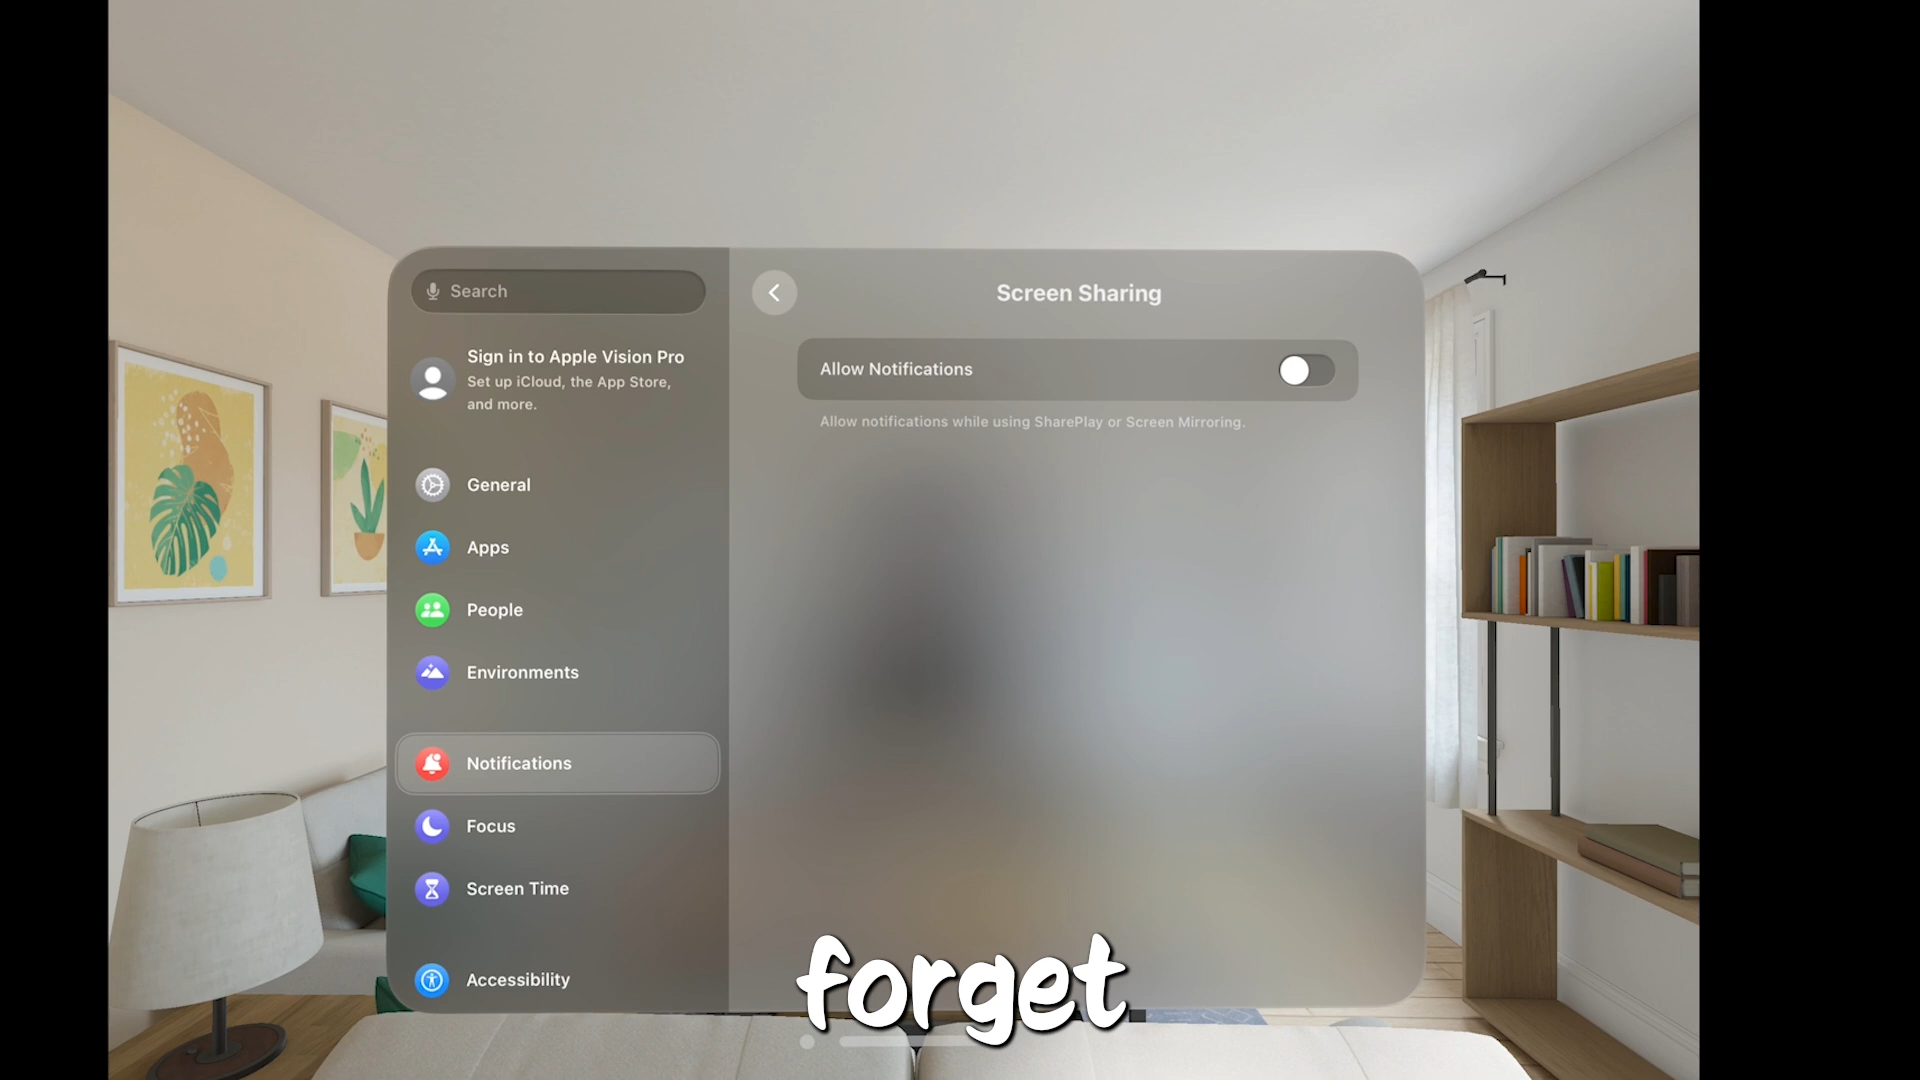 Search
Sign in to Apple Vision Pro
Set up iCloud, the App Store,
and more.
General
Apps
People
Environments
Notifications
Focus
Screen Time
Accessibility
Screen Sharing
Allow Notifications
Allow notifications while using SharePlay or Screen Mirroring.
forget